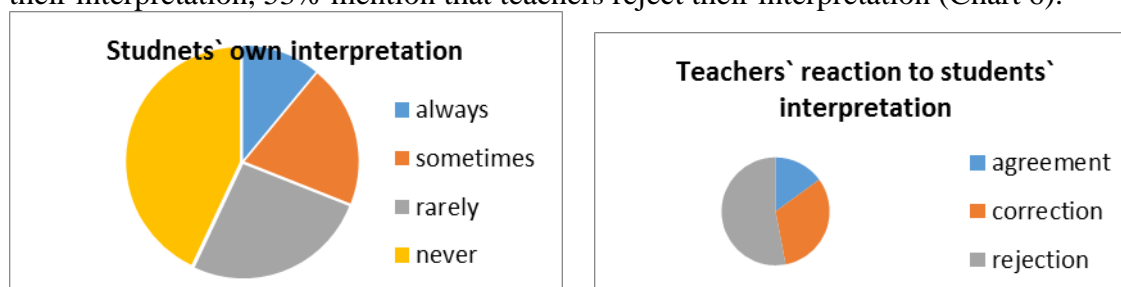 their interpretation, 53% mention that teachers reject their interpretation (Chart 6).
Studnets` own interpretation
always
sometimes
rarely
never
Teachers` reaction to students`
interpretation
agreement
correction
rejection